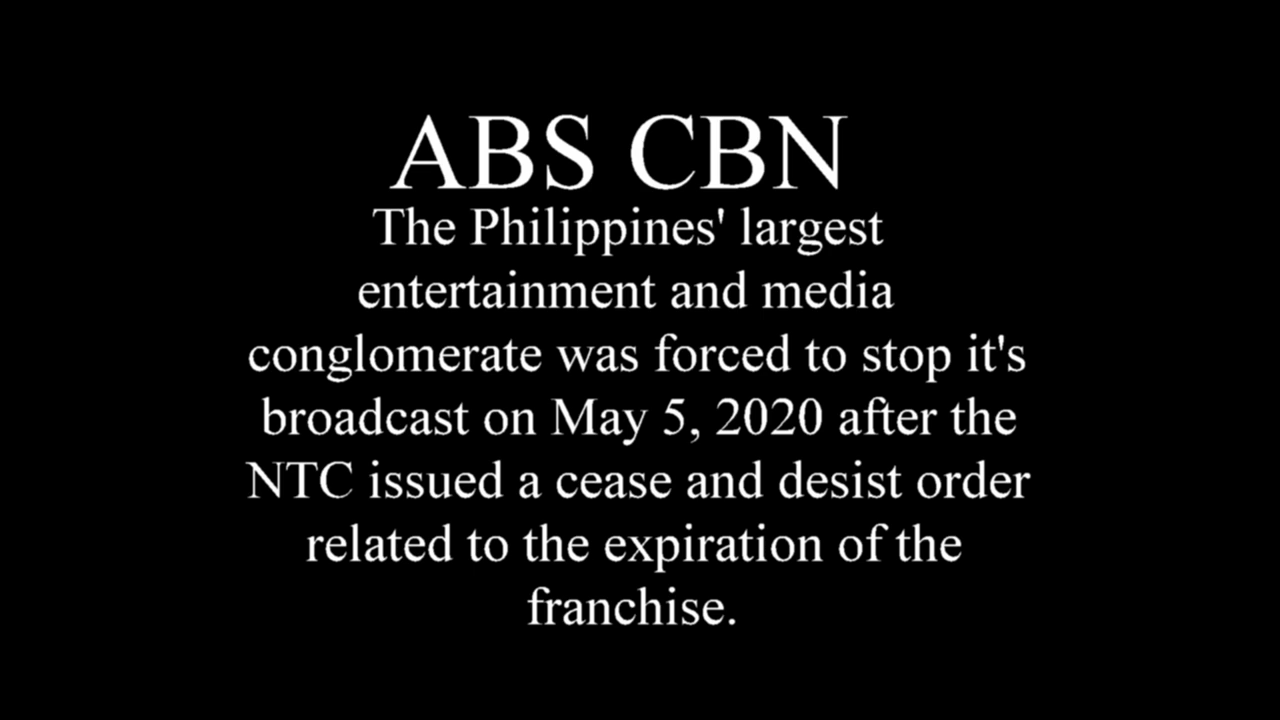 ABS CBN
The Philippines' largest
entertainment and media
conglomerate was forced to stop it's
broadcast on May 5, 2020 after the
NTC issued a cease and desist order
related to the expiration of the
franchise.